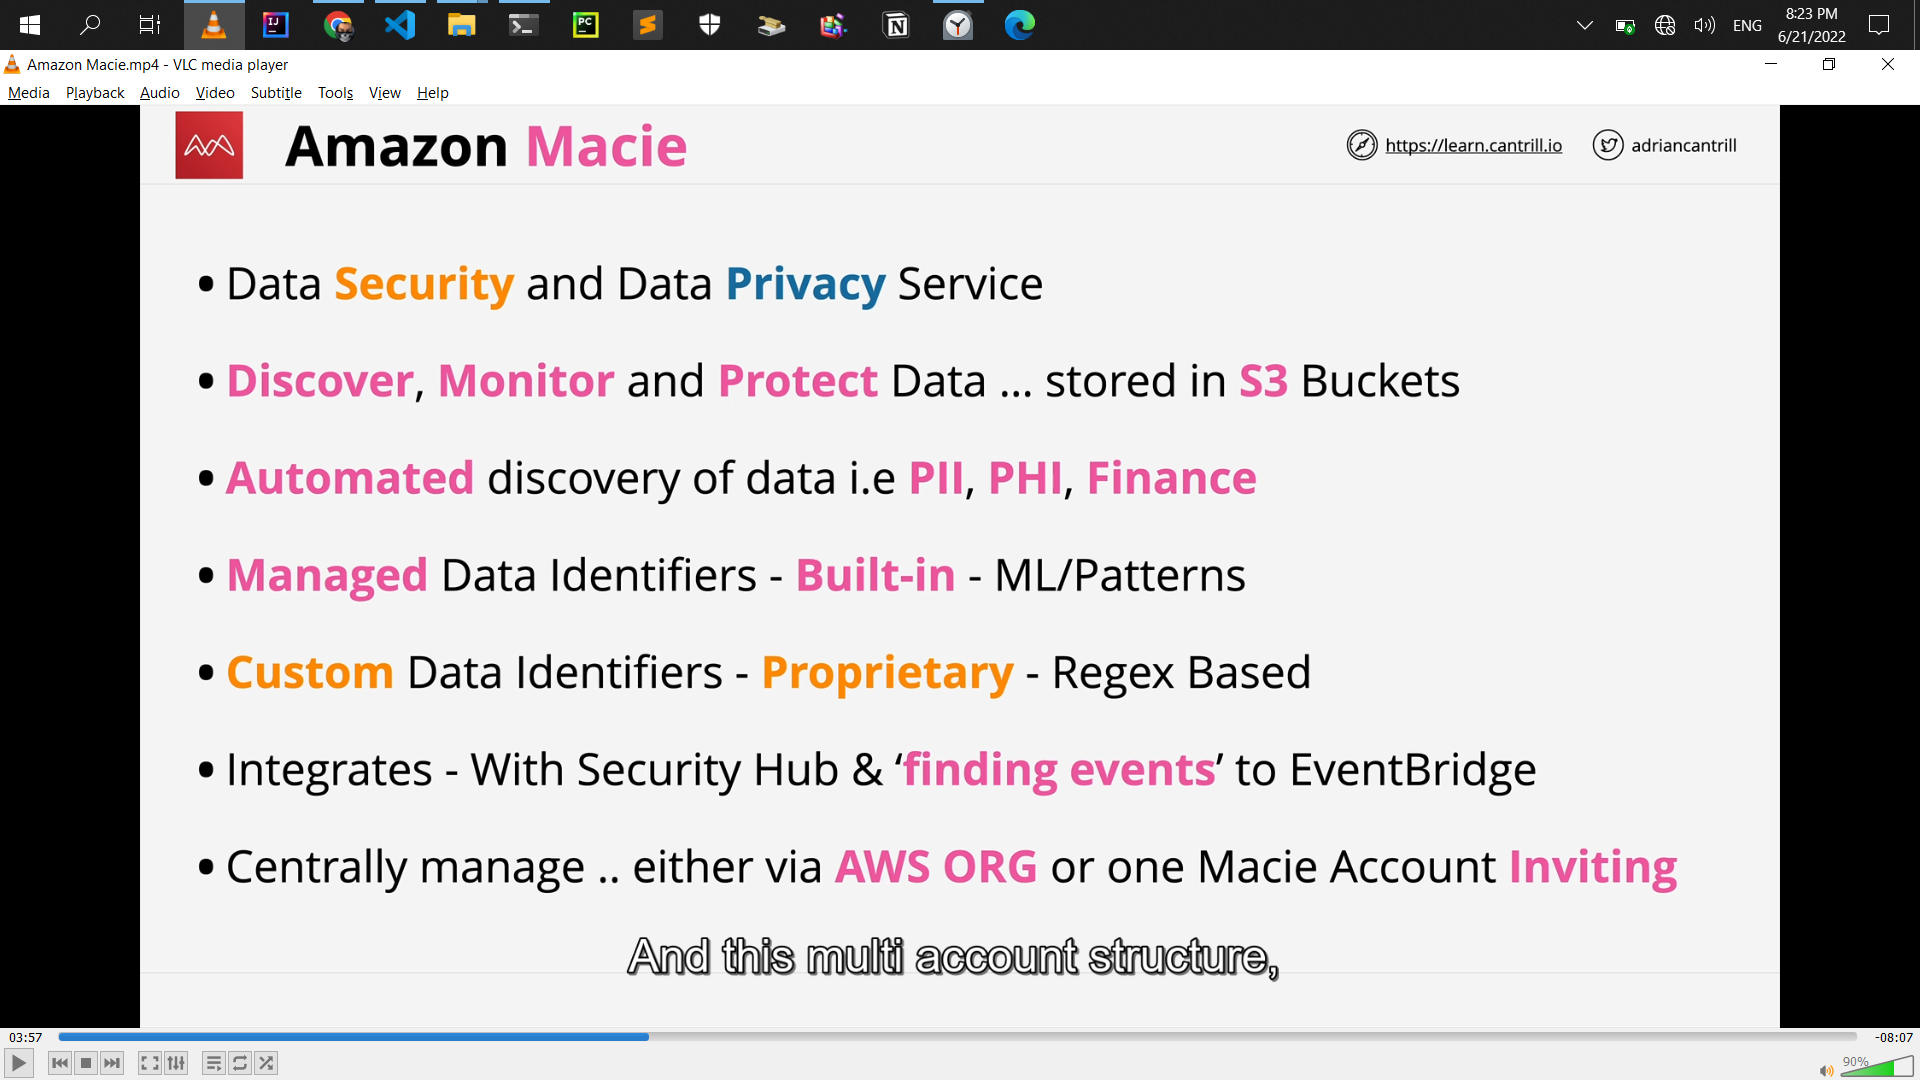 ENG
8:23 PM
6/21/2022
Amazon Macie.mp4 - VLC media player
Media Playback Audio Video Subtitle Tools View Help
Amazon Macie
https://learn.cantrill.io
adriancantrill
• Data Security and Data Privacy Service
• Discover, Monitor and Protect Data ... stored in S3 Buckets
• Automated discovery of data i.e PII, PHI, Finance
• Managed Data Identifiers - Built-in - ML/Patterns
• Custom Data Identifiers - Proprietary - Regex Based
• Integrates - With Security Hub & ‘finding events’ to EventBridge
• Centrally manage .. either via AWS ORG or one Macie Account Inviting
And this multi account structure,
03:57
-08:07
90%